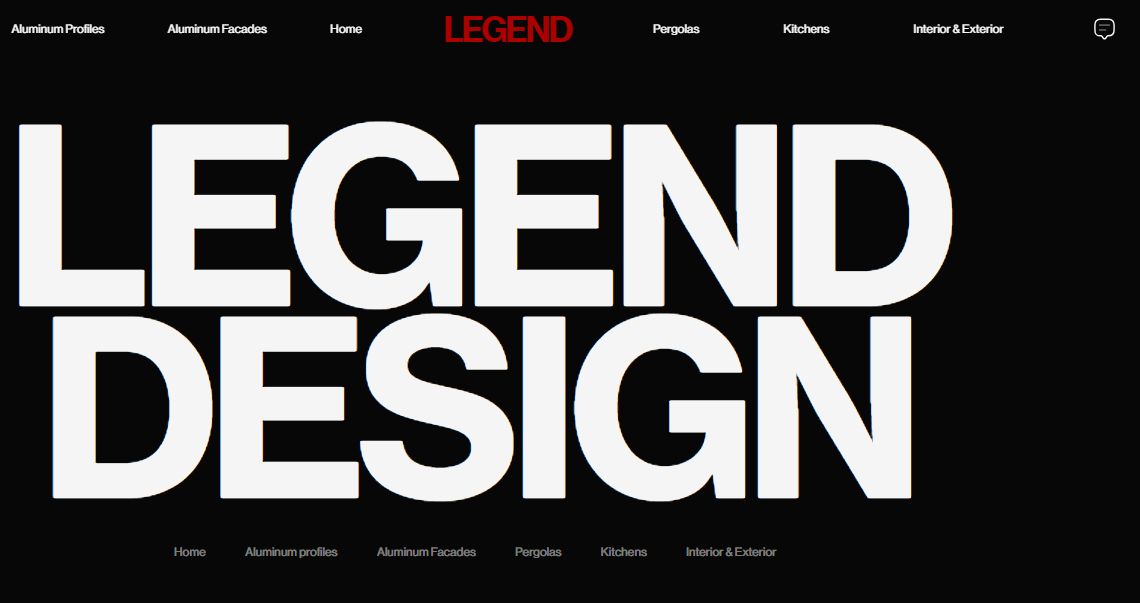 Aluminum Profiles Aluminum Facades Home LEGEND Pergolas Kitchens Interior & Exterior
LEGEND
DESIGN
Home Aluminum profiles Aluminum Facades Pergolas Kitchens Interior & Exterior